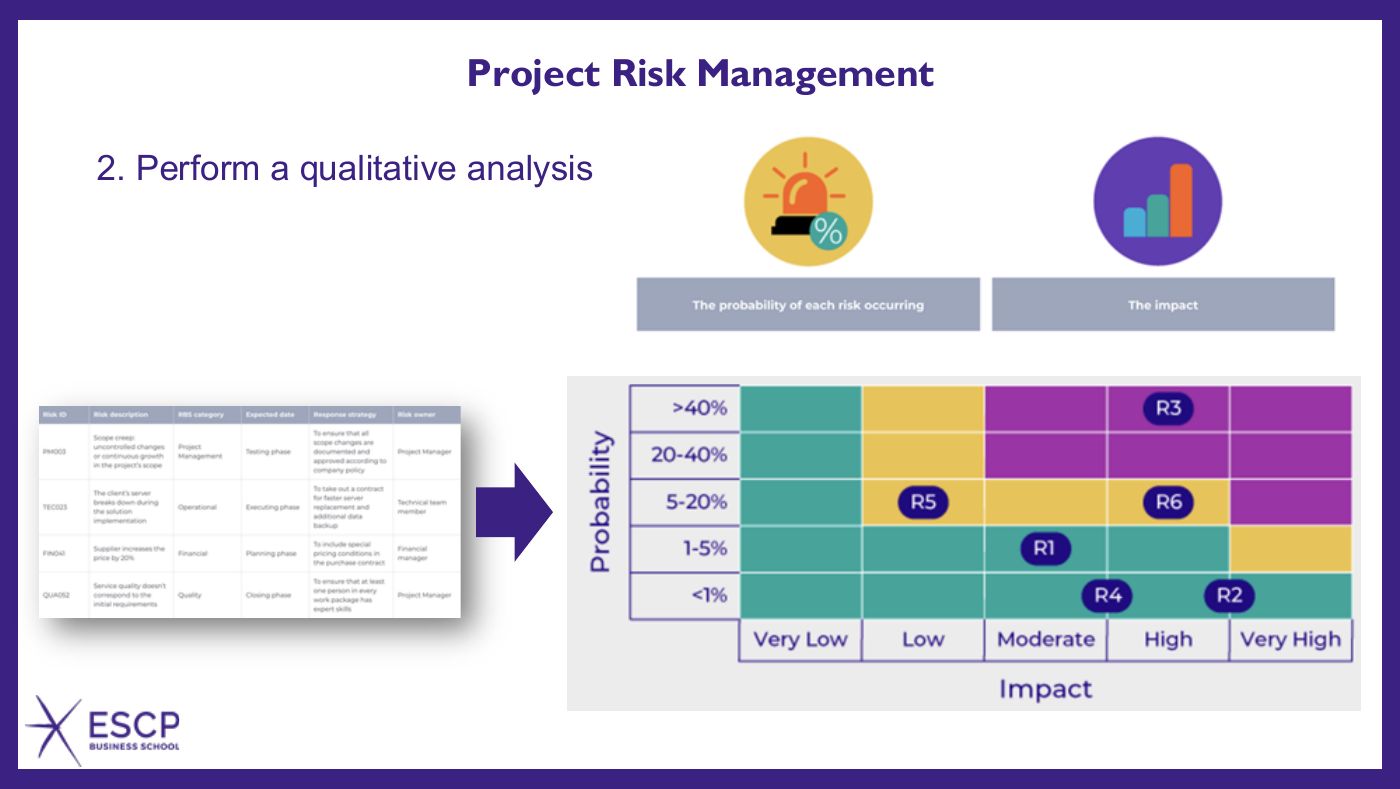 Project Risk Management
2. Perform a qualitative analysis
%
The probability of each risk occurring
The impact
Risk ID
Risk description
RBS category
Expected date
Response strategy
Risk owner
PM003
Scope creep:
uncontrolled changes
or continuous growth
in the project's scope
Project
Management
Testing phase
To ensure that all
scope changes are
documented and
approved according to
company policy
Project Manager
TEC023
The client's server
breaks down during
the solution
implementation
Operational
Executing phase
To take out a contract
for faster server
replacement and
additional data
backup
Technical team
member
FIN041
Supplier increases the
price by 20%
Financial
Planning phase
To include special
pricing conditions in
the purchase contract
Financial
manager
QUA052
Service quality doesn't
correspond to the
initial requirements
Quality
Closing phase
To ensure that at least
one person in every
work package has
expert skills
Project Manager
Probability
>40%
R3
20-40%
5-20%
R5
R6
1-5%
R1
<1%
R4
R2
Very Low
Low
Moderate
High
Very High
Impact
ESCP
BUSINESS SCHOOL